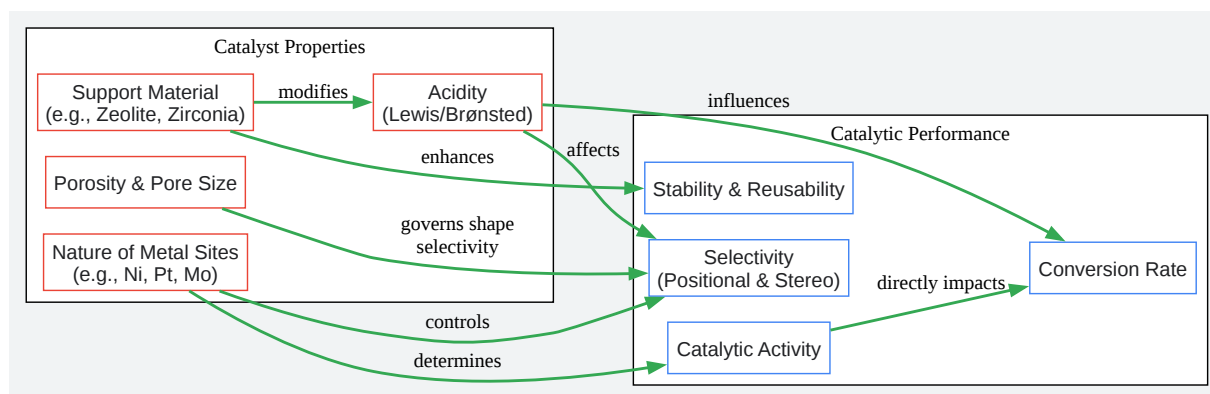 Catalyst Properties
Support Material
(e.g., Zeolite, Zirconia)
modifies
Acidity
(Lewis/Brønsted)
influences
Catalytic Performance
enhances
affects
Porosity & Pore Size
Stability & Reusability
governs shape
selectivity
Nature of Metal Sites
(e.g., Ni, Pt, Mo)
Selectivity
(Positional & Stereo)
directly impacts
Conversion Rate
controls
determines
Catalytic Activity